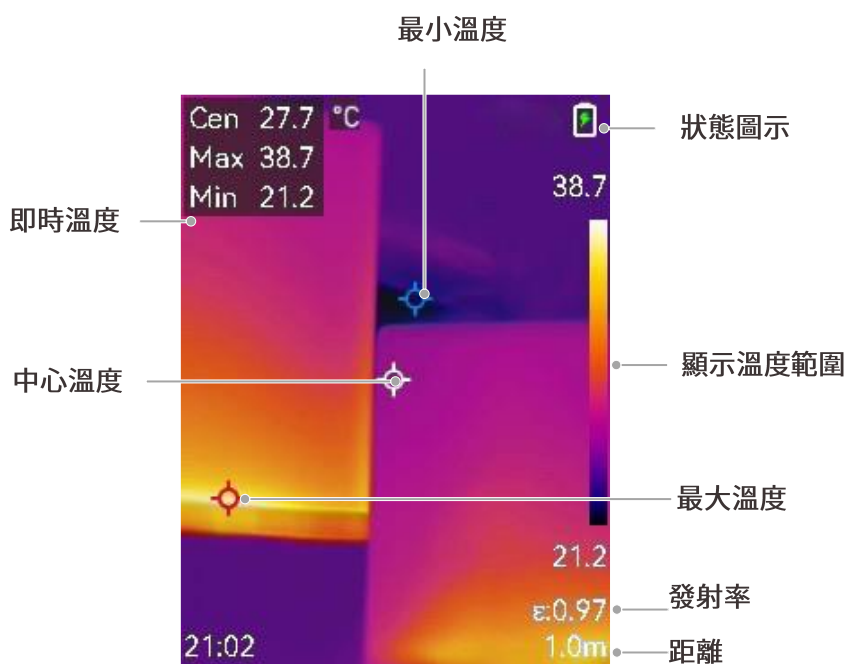 最小溫度
Cen 27.7 °C
Max 38.7
Min 21.2
狀態圖示
38.7
即時溫度
顯示溫度範圍
中心溫度
最大溫度
21.2
ε:0.97
發射率
21:02
1.0m
距離